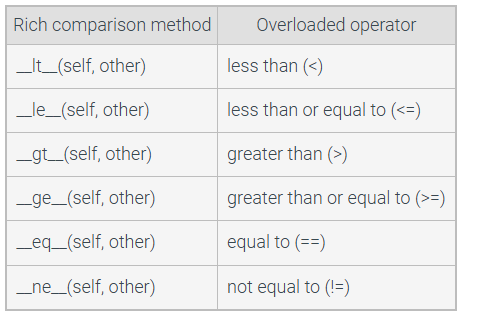 Rich comparison method Overloaded operator
__lt__(self, other) less than (<)
__le__(self, other) less than or equal to (<=)
__gt__(self, other) greater than (>)
__ge__(self, other) greater than or equal to (>=)
__eq__(self, other) equal to (==)
__ne__(self, other) not equal to (!=)